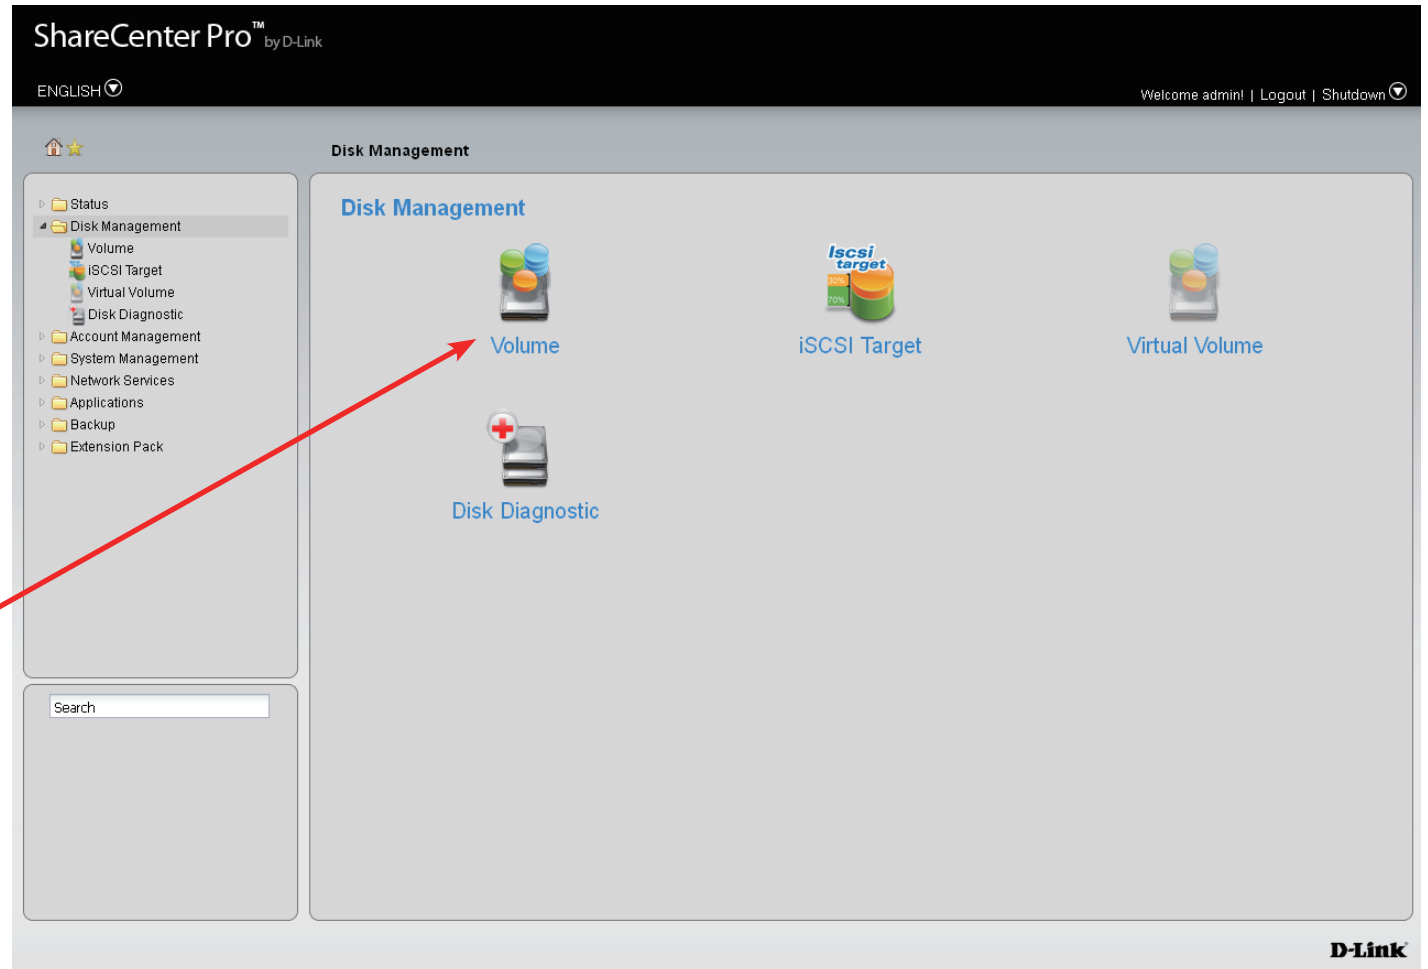 ShareCenter Pro™ by D-Link
ENGLISH
Welcome admin! | Logout | Shutdown
Disk Management
Status
Disk Management
Volume
iSCSI Target
Virtual Volume
Disk Diagnostic
Account Management
System Management
Network Services
Applications
Backup
Extension Pack
Search
Disk Management
Iscsi
target
30%
70%
Volume
iSCSI Target
Virtual Volume
Disk Diagnostic
D-Link